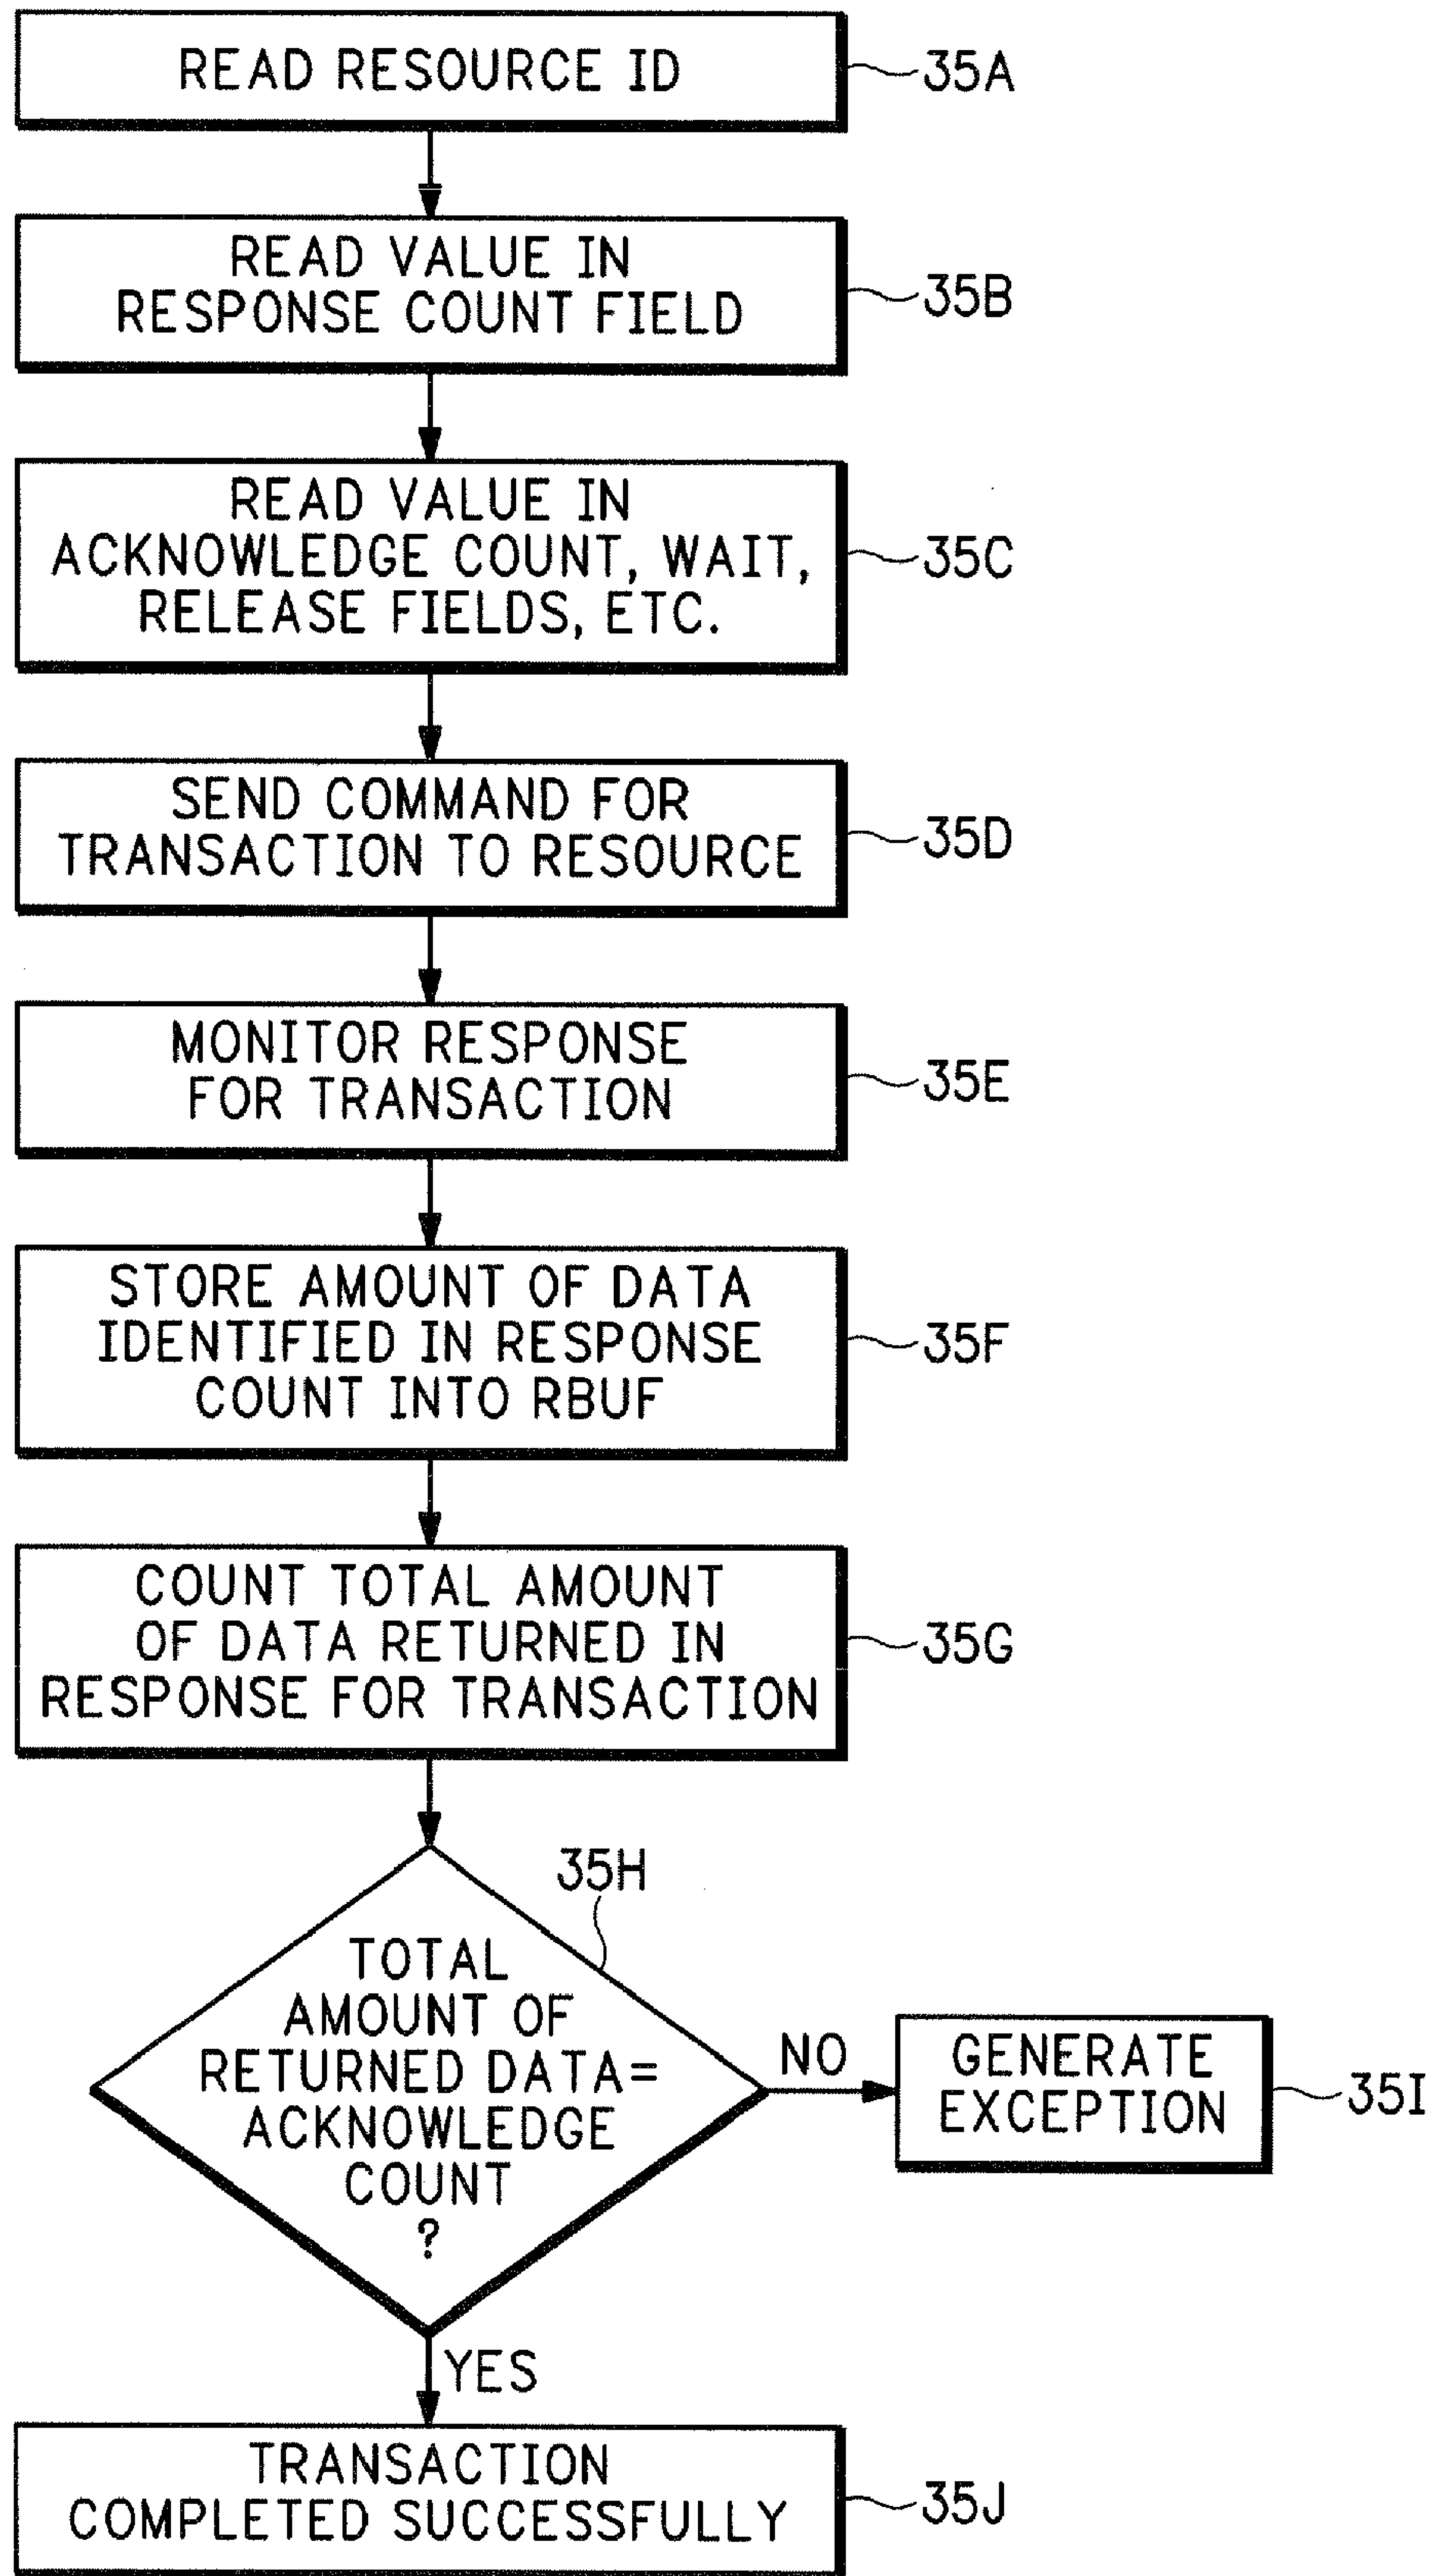 READ RESOURCE ID
35A
READ VALUE IN
RESPONSE COUNT FIELD
35B
READ VALUE IN
ACKNOWLEDGE COUNT, WAIT,
RELEASE FIELDS, ETC.
35C
SEND COMMAND FOR
TRANSACTION TO RESOURCE
35D
MONITOR RESPONSE
FOR TRANSACTION
35E
STORE AMOUNT OF DATA
IDENTIFIED IN RESPONSE
COUNT INTO RBUF
35F
COUNT TOTAL AMOUNT
OF DATA RETURNED IN
RESPONSE FOR TRANSACTION
35G
35H
TOTAL
AMOUNT OF
RETURNED DATA=
ACKNOWLEDGE
COUNT
?
NO
GENERATE
EXCEPTION
35I
YES
TRANSACTION
COMPLETED SUCCESSFULLY
35J